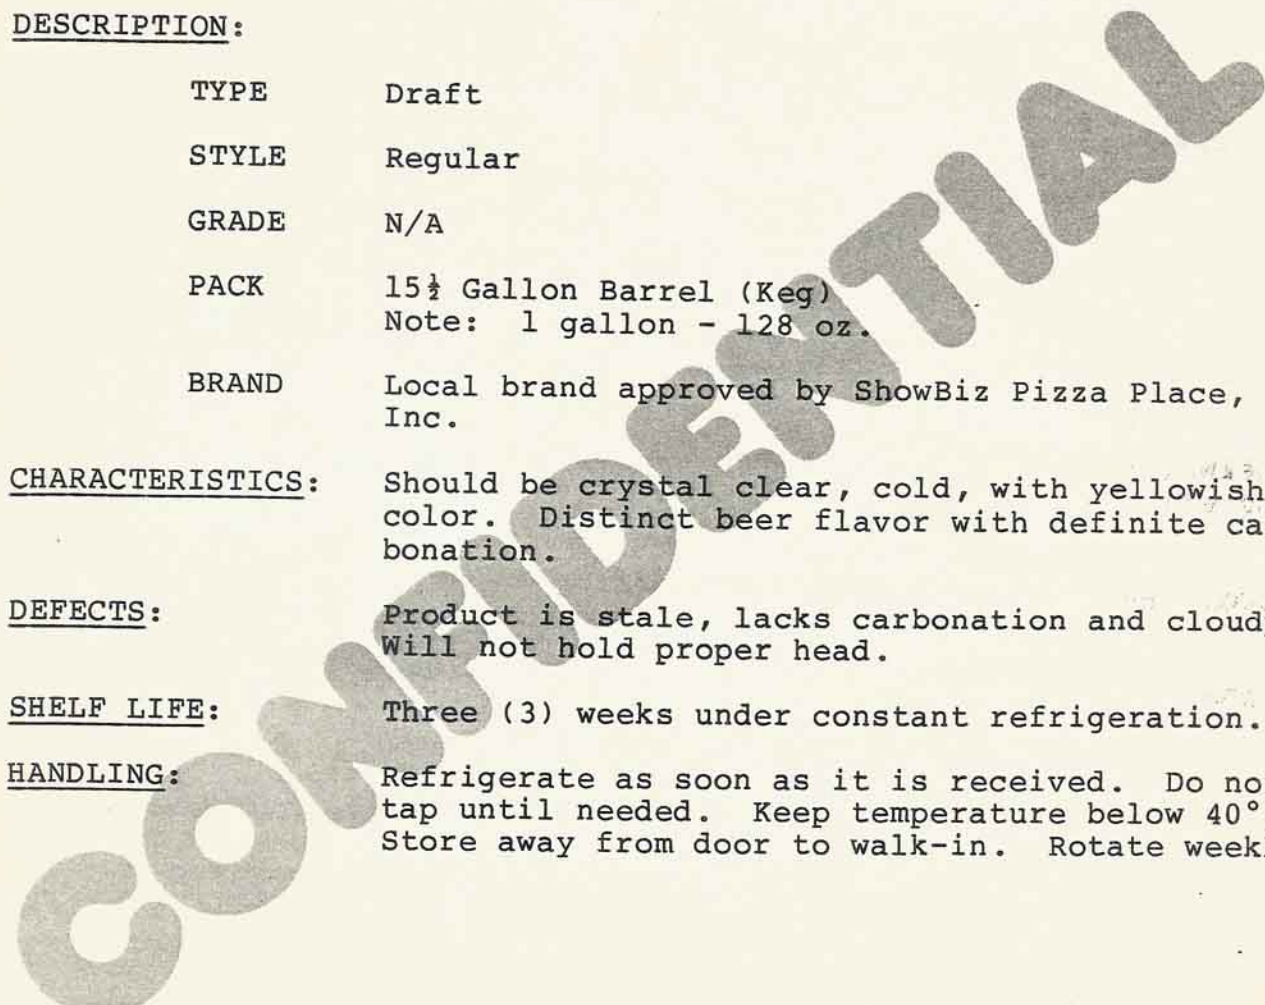 DESCRIPTION:
TYPE Draft
STYLE Regular
GRADE N/A
PACK 15½ Gallon Barrel (Keg)
Note: 1 gallon - 128 oz.
BRAND Local brand approved by ShowBiz Pizza Place,
Inc.
CHARACTERISTICS: Should be crystal clear, cold, with yellowish
color. Distinct beer flavor with definite ca
bonation.
DEFECTS: Product is stale, lacks carbonation and cloud
Will not hold proper head.
SHELF LIFE: Three (3) weeks under constant refrigeration.
HANDLING: Refrigerate as soon as it is received. Do no
tap until needed. Keep temperature below 40°
Store away from door to walk-in. Rotate week
CONFIDENTIAL